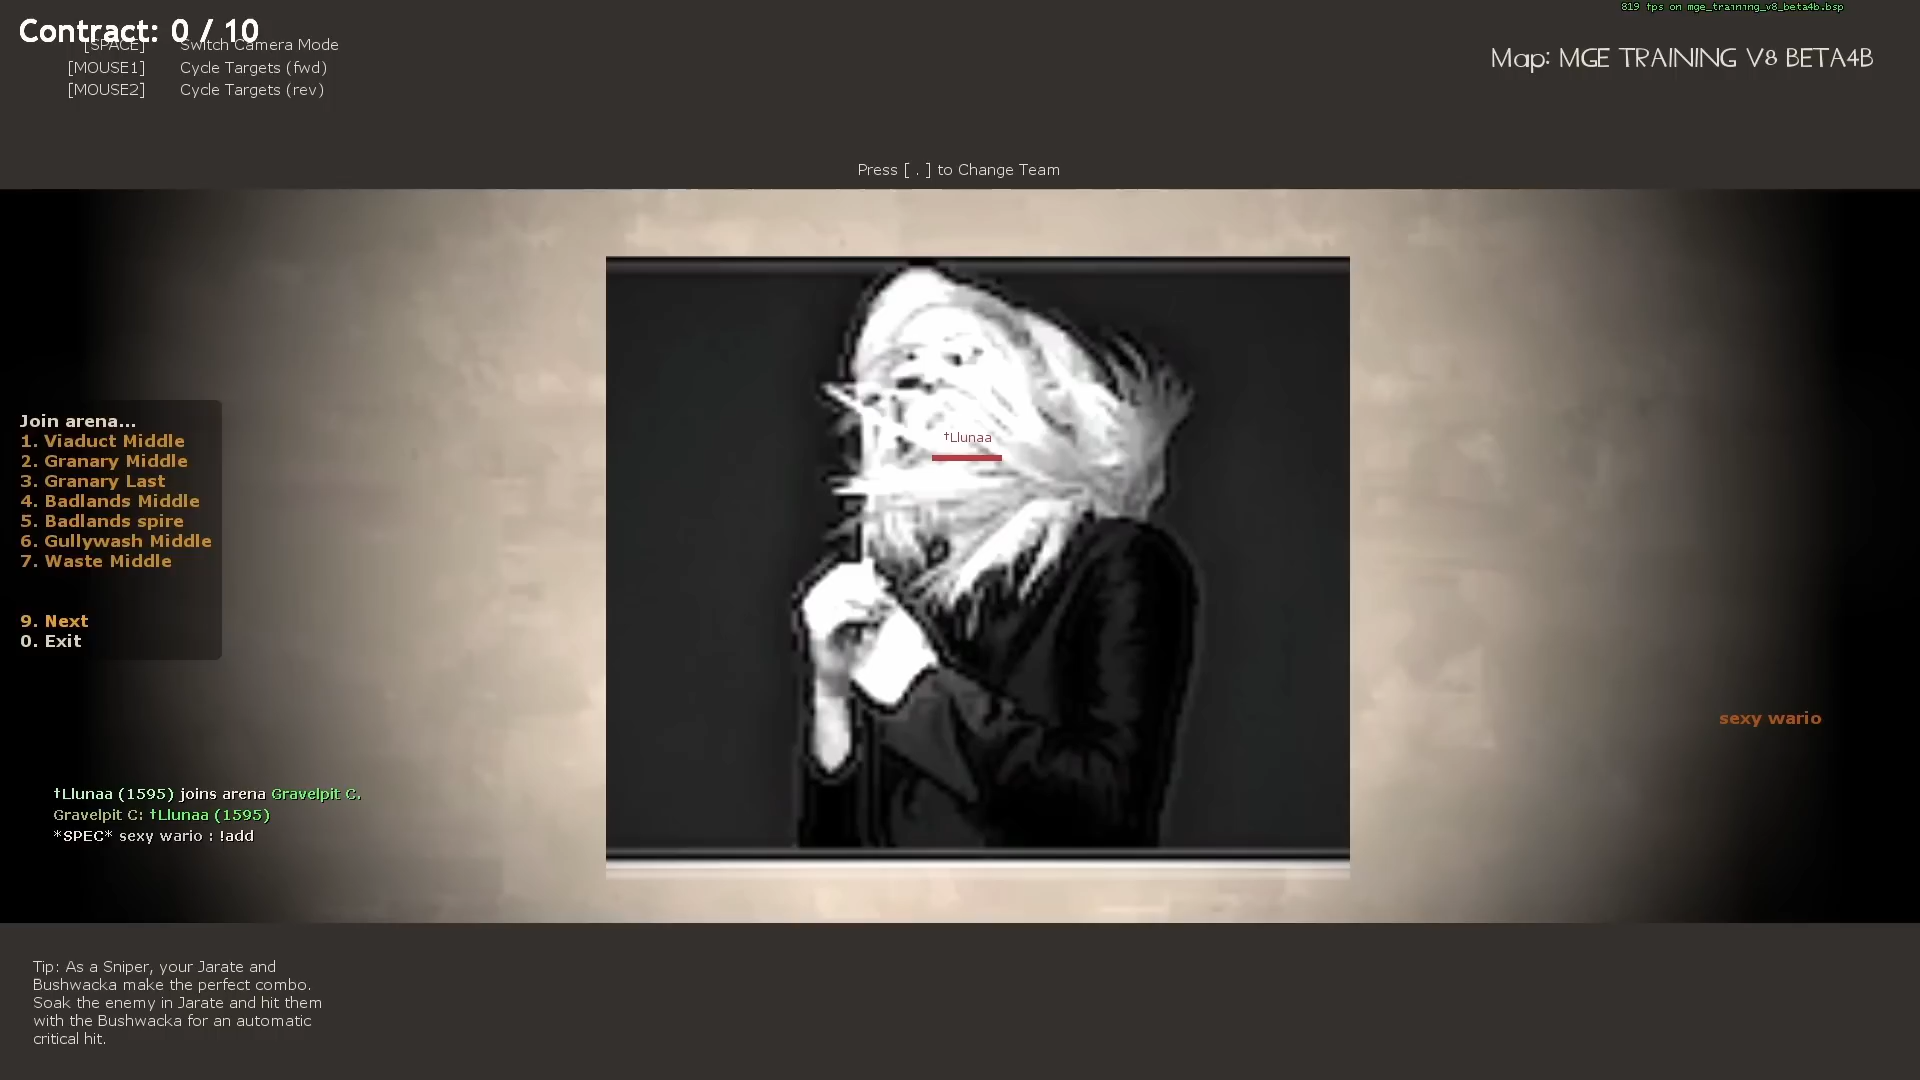 819 fps on mge_training_v8_beta4b.bsp
Contract: 0 / 10
[SPACE] Switch Camera Mode
[MOUSE1] Cycle Targets (fwd)
[MOUSE2] Cycle Targets (rev)
Map: MGE TRAINING V8 BETA4B
Press [ . ] to Change Team
†Llunaa
Join arena...
1. Viaduct Middle
2. Granary Middle
3. Granary Last
4. Badlands Middle
5. Badlands spire
6. Gullywash Middle
7. Waste Middle
9. Next
0. Exit
sexy wario
†Llunaa (1595) joins arena Gravelpit C.
Gravelpit C: †Llunaa (1595)
*SPEC* sexy wario : !add
Tip: As a Sniper, your Jarate and
Bushwacka make the perfect combo.
Soak the enemy in Jarate and hit them
with the Bushwacka for an automatic
critical hit.